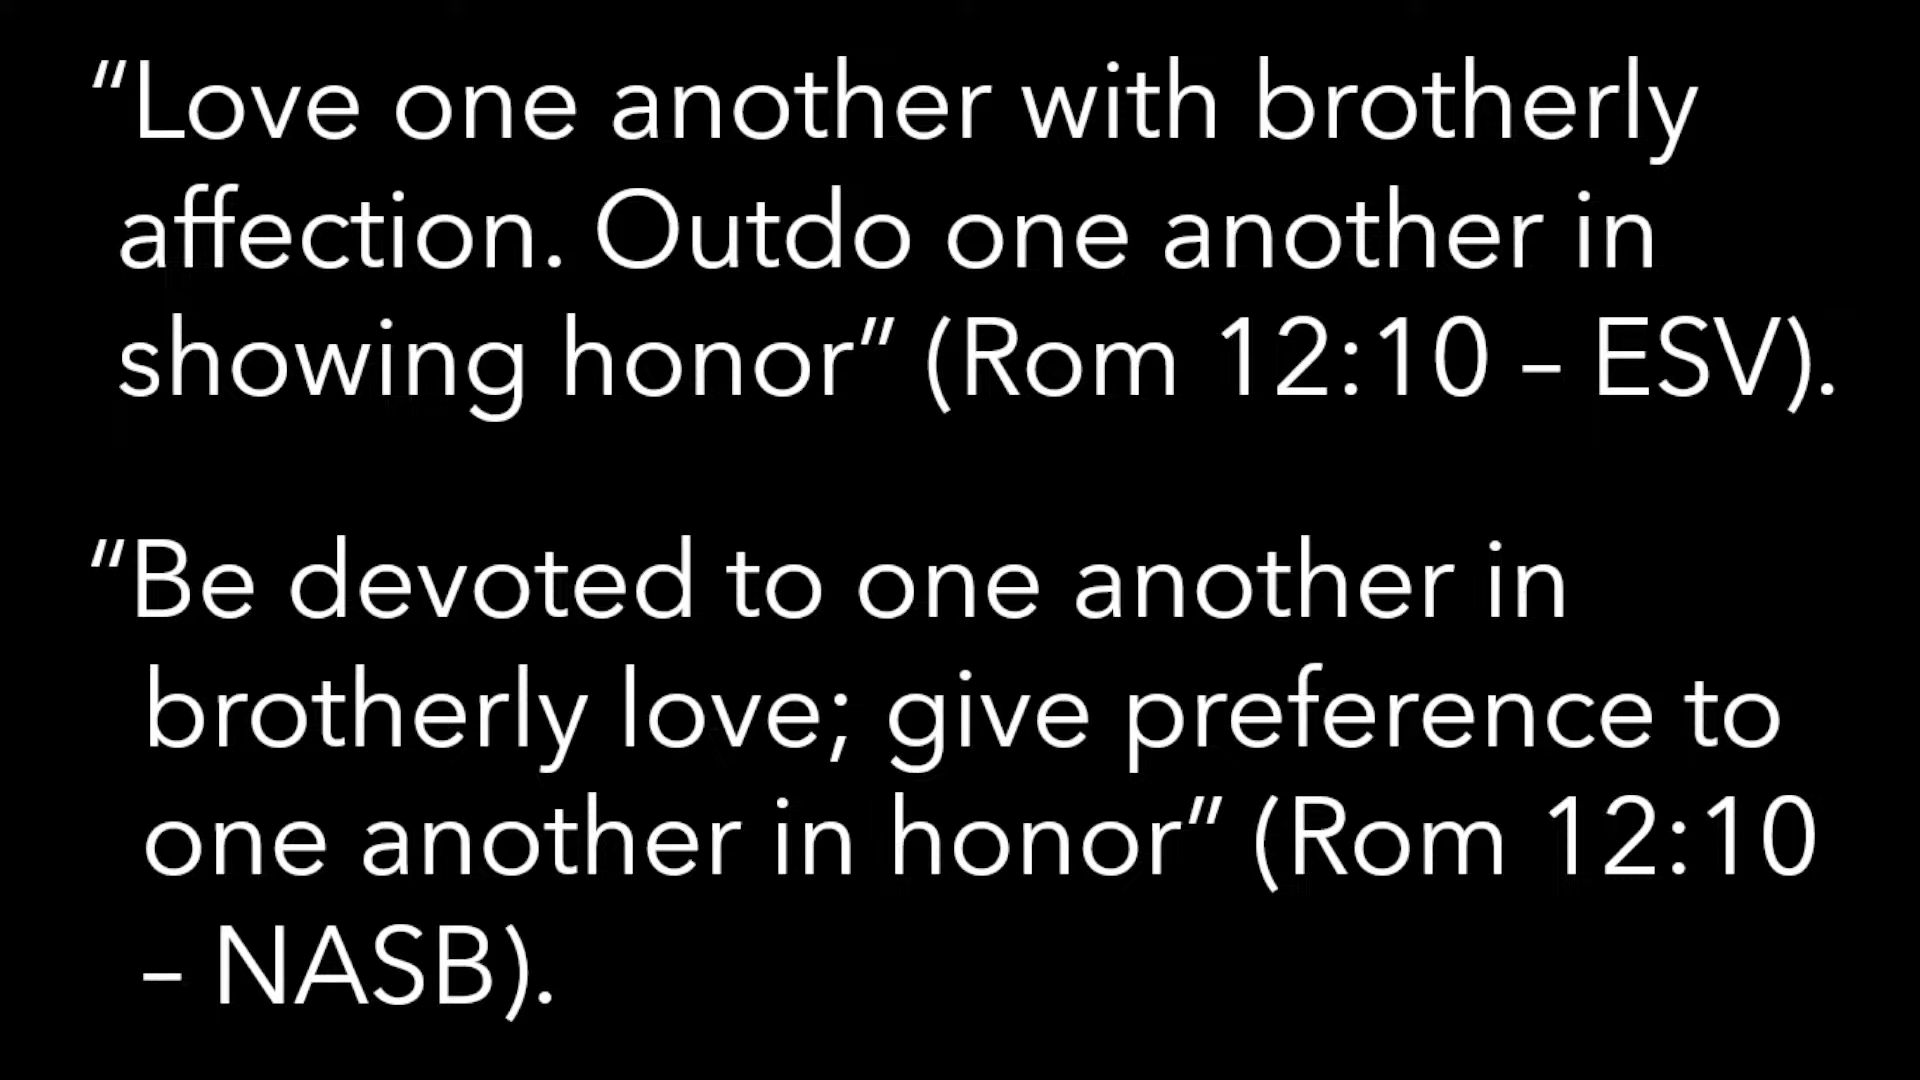 “Love one another with brotherly
affection. Outdo one another in
showing honor” (Rom 12:10 – ESV).
“Be devoted to one another in
brotherly love; give preference to
one another in honor” (Rom 12:10
– NASB).